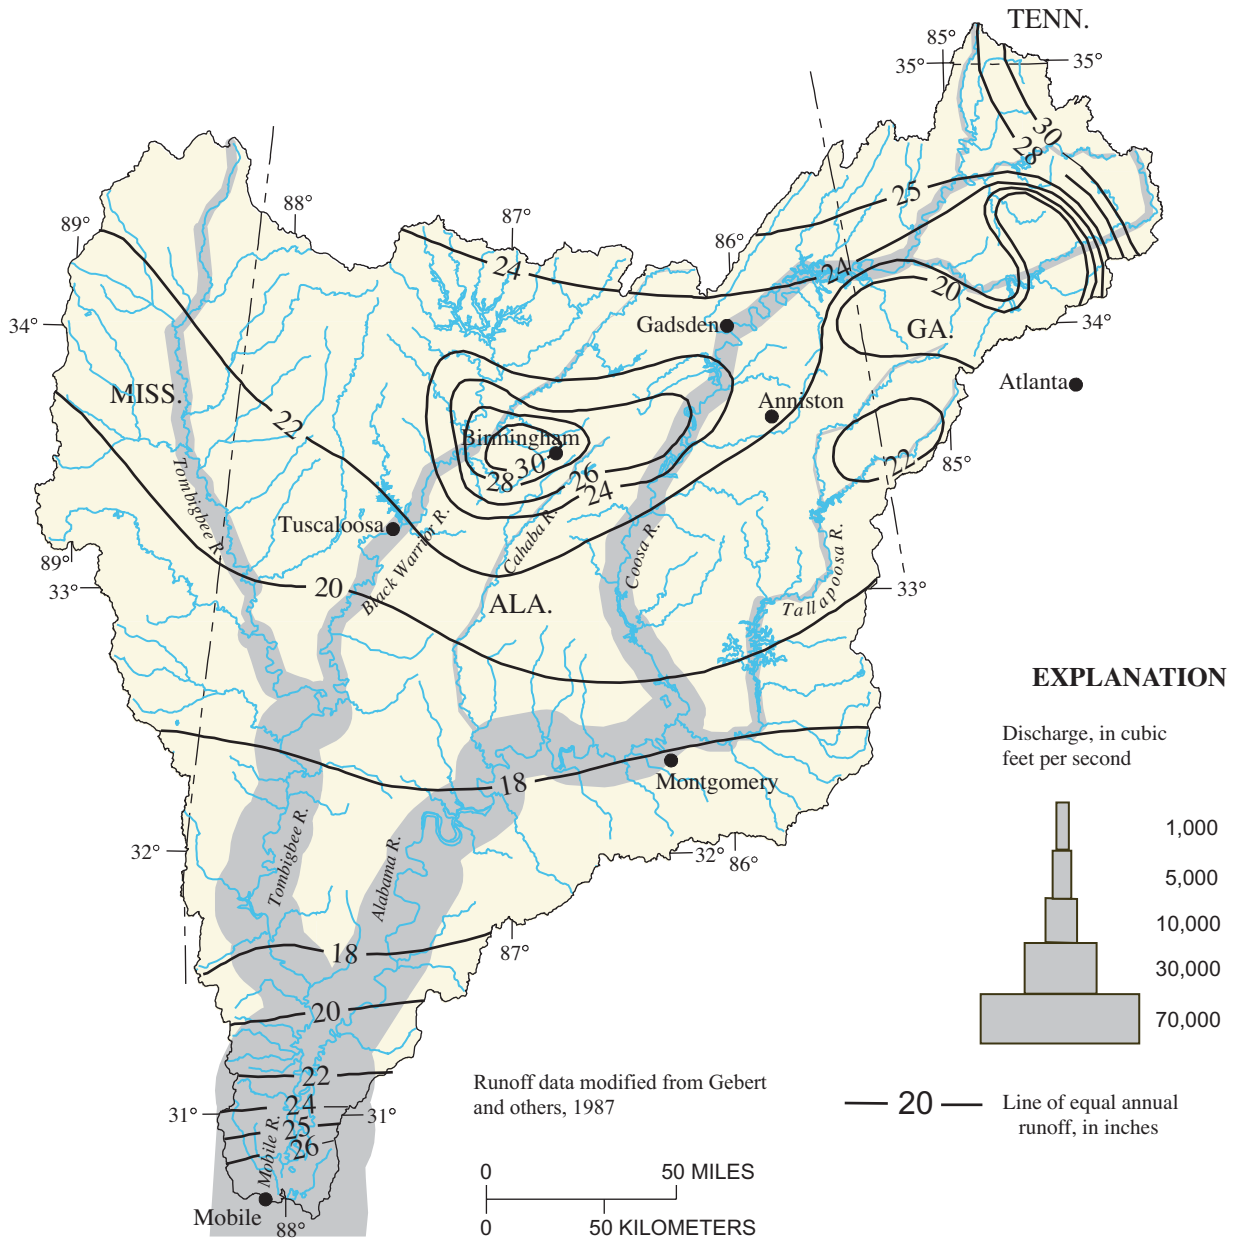 TENN.
85°
35°
35°
30
28
25
88°
89°
87°
86°
24
24
20
34°
Gadsden
GA.
34°
MISS.
Atlanta
Anniston
22
Birmingham
30
28
26
24
22
85°
Tombigbee R.
Tuscaloosa
Black Warrior R.
Cahaba R.
Coosa R.
Tallapoosa R.
89°
33°
20
ALA.
33°
EXPLANATION
Discharge, in cubic
feet per second
18
Montgomery
1,000
5,000
10,000
30,000
70,000
Tombigbee R.
Alabama R.
32°
32°
86°
18
87°
20
22
Runoff data modified from Gebert
and others, 1987
24
31°
31°
25
26
Mobile R.
20
Line of equal annual
runoff, in inches
0
50 MILES
0
50 KILOMETERS
Mobile
88°